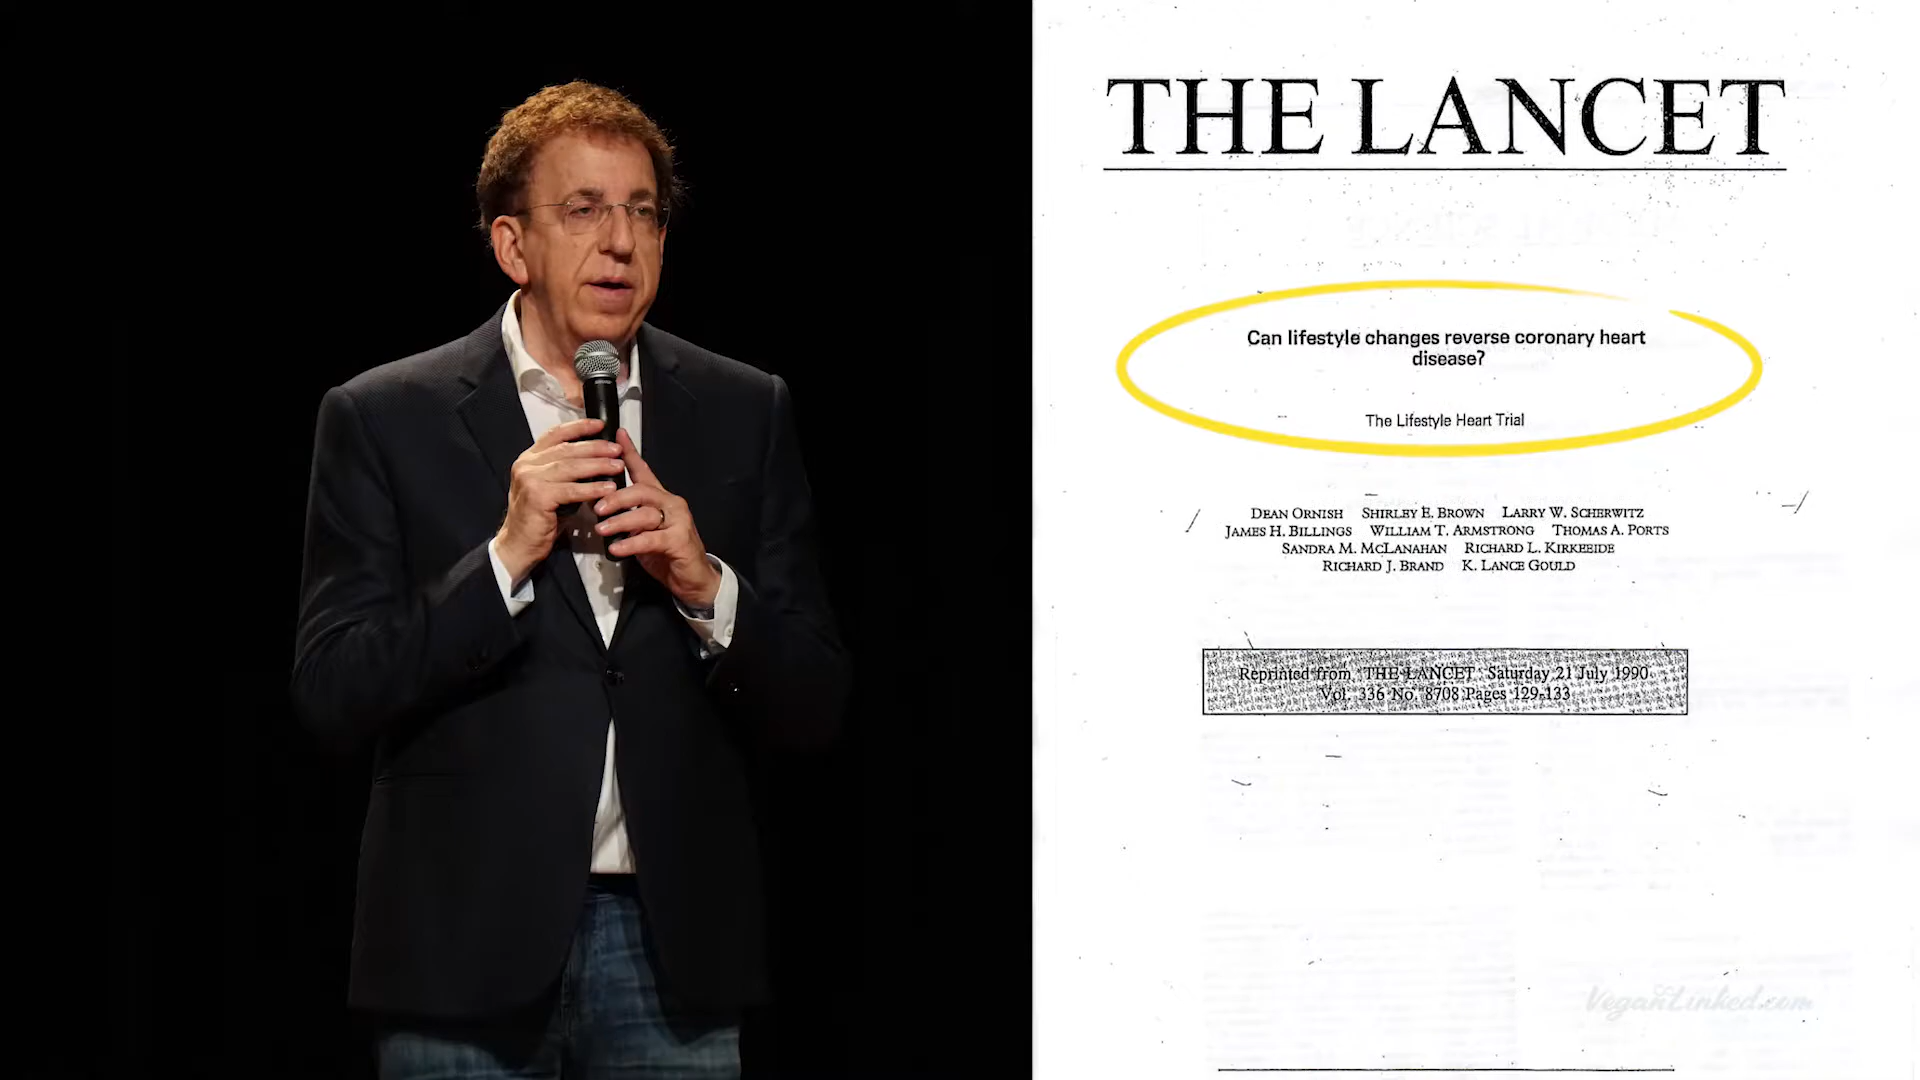 THE LANCET
Can lifestyle changes reverse coronary heart
disease?
The Lifestyle Heart Trial
DEAN ORNISH SHIRLEY E. BROWN LARRY W. SCHERWITZ
JAMES H. BILLINGS WILLIAM T. ARMSTRONG THOMAS A. PORTS
SANDRA M. MCLANAHAN RICHARD L. KIRKEEIDE
RICHARD J. BRAND K. LANCE GOULD
Reprinted from THE LANCET Saturday 21 July 1990
Vol. 336 No. 8708 Pages 129-133
VeganLinked.com